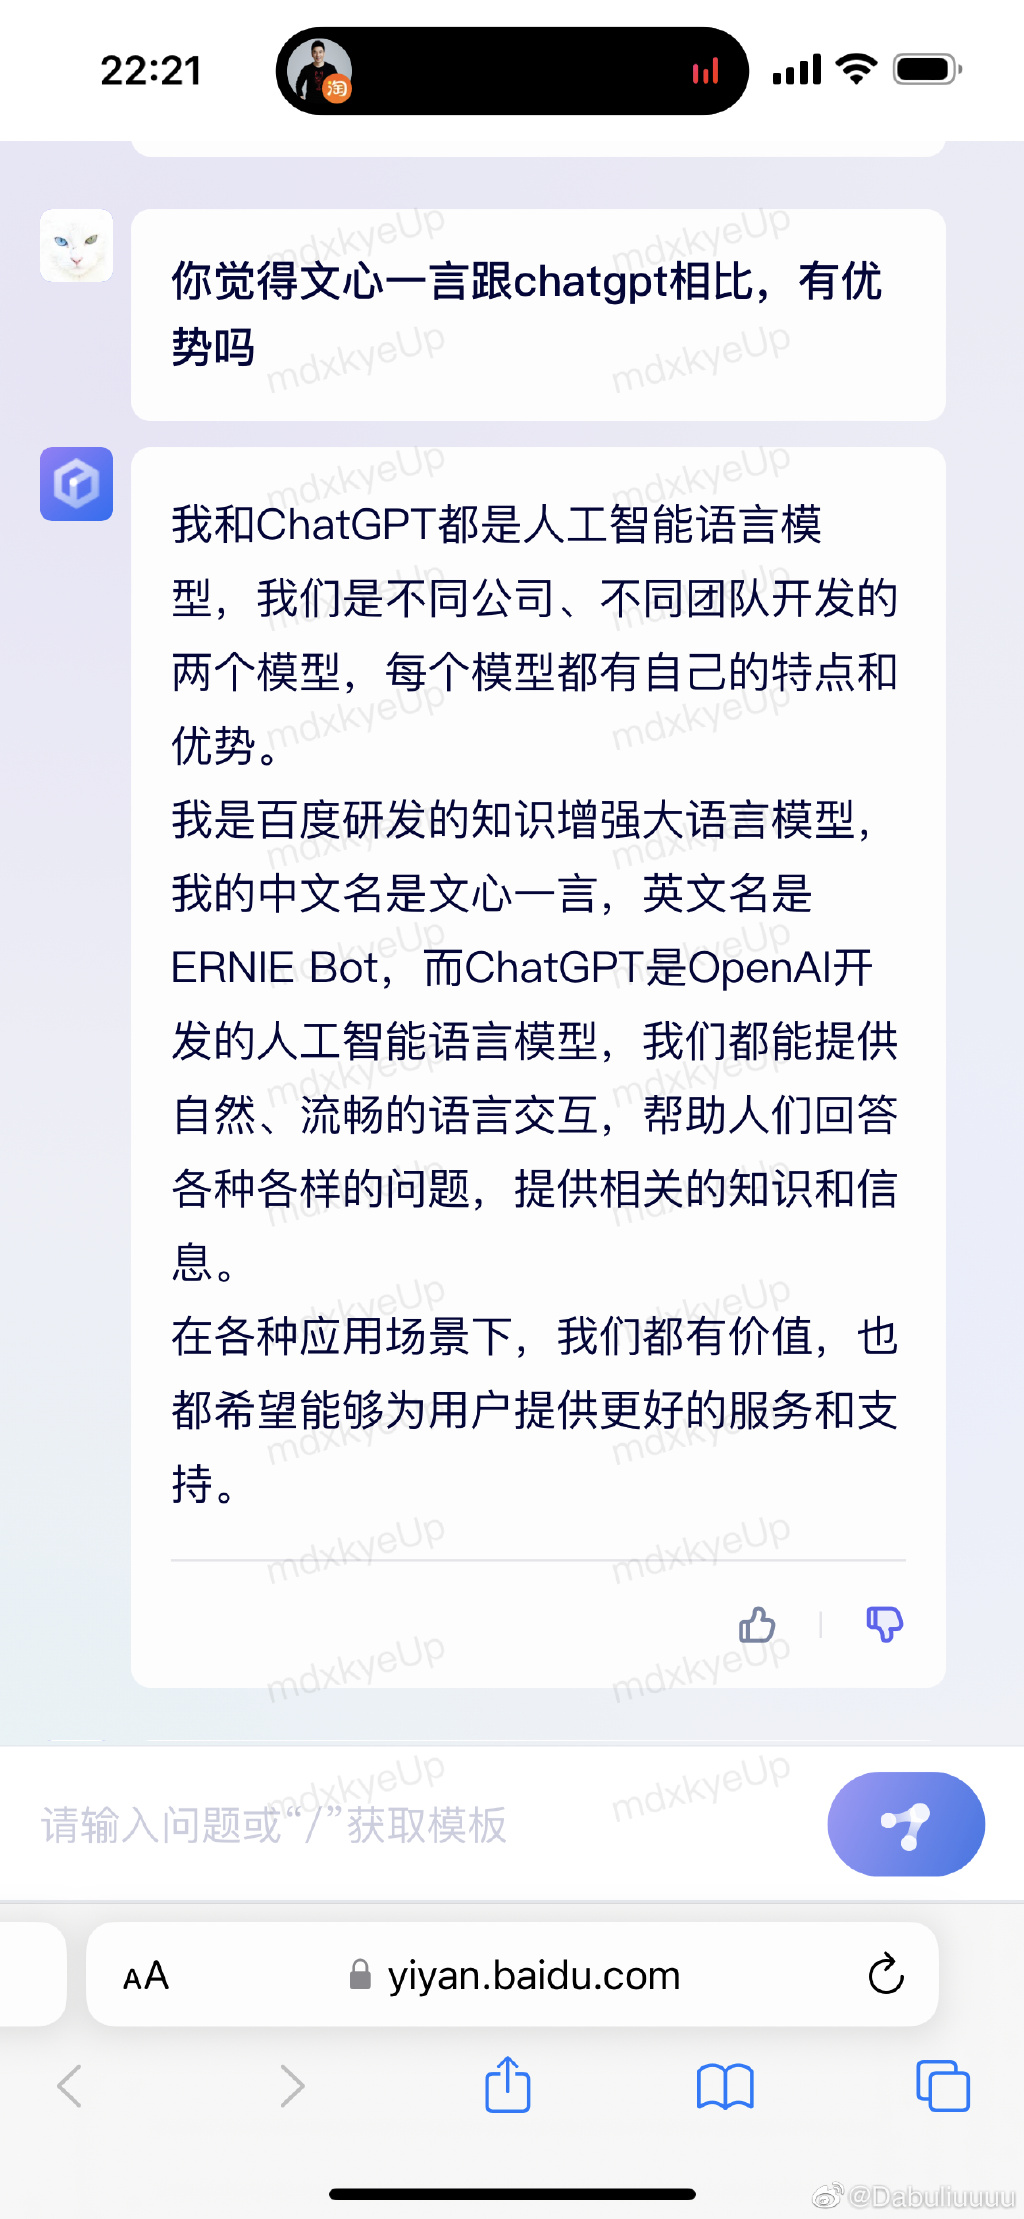 22:21
淘
你觉得文心一言跟chatgpt相比，有优
势吗
我和ChatGPT都是人工智能语言模
型，我们是不同公司、不同团队开发的
两个模型，每个模型都有自己的特点和
优势。
我是百度研发的知识增强大语言模型，
我的中文名是文心一言，英文名是
ERNIE Bot，而ChatGPT是OpenAI开
发的人工智能语言模型，我们都能提供
自然、流畅的语言交互，帮助人们回答
各种各样的问题，提供相关的知识和信
息。
在各种应用场景下，我们都有价值，也
都希望能够为用户提供更好的服务和支
持。
mdxkyeUp
请输入问题或“/”获取模板
AA
yiyan.baidu.com
@Dabuliuuuu